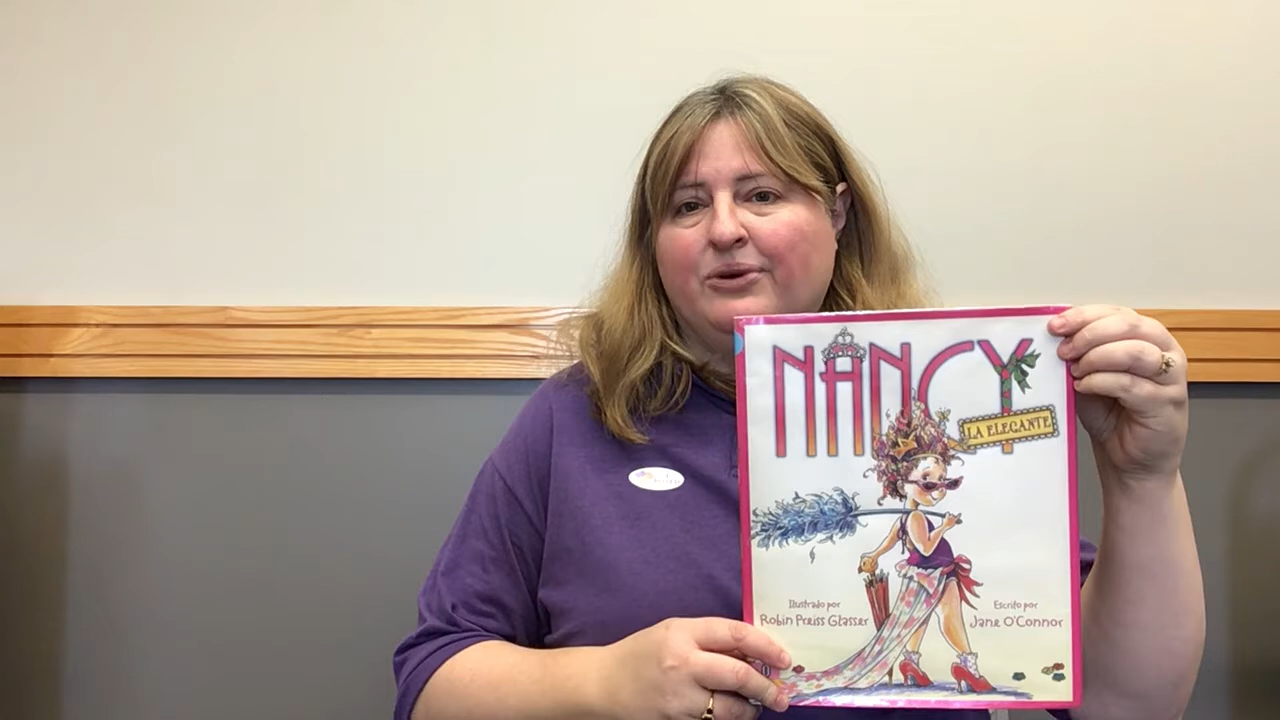 NANCY
LA ELEGANTE
Ilustrado por
Robin Preiss Glasser
Escrito por
Jane O'Connor